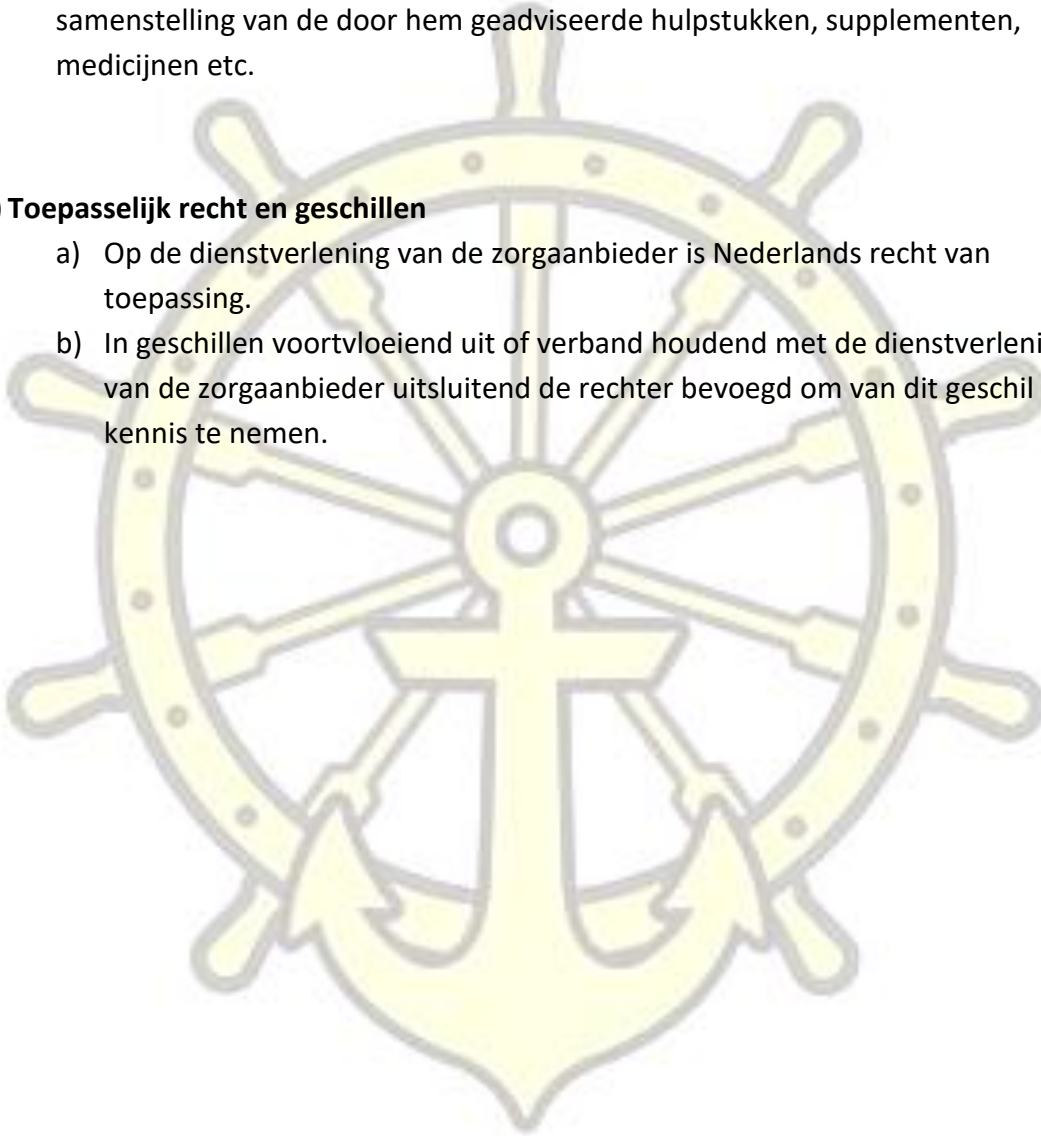 samenstelling van de door hem geadviseerde hulpstukken, supplementen,
medicijnen etc.
) Toepasselijk recht en geschillen
a) Op de dienstverlening van de zorgaanbieder is Nederlands recht van
toepassing.
b) In geschillen voortvloeiend uit of verband houdend met de dienstverleni
van de zorgaanbieder uitsluitend de rechter bevoegd om van dit geschil
kennis te nemen.